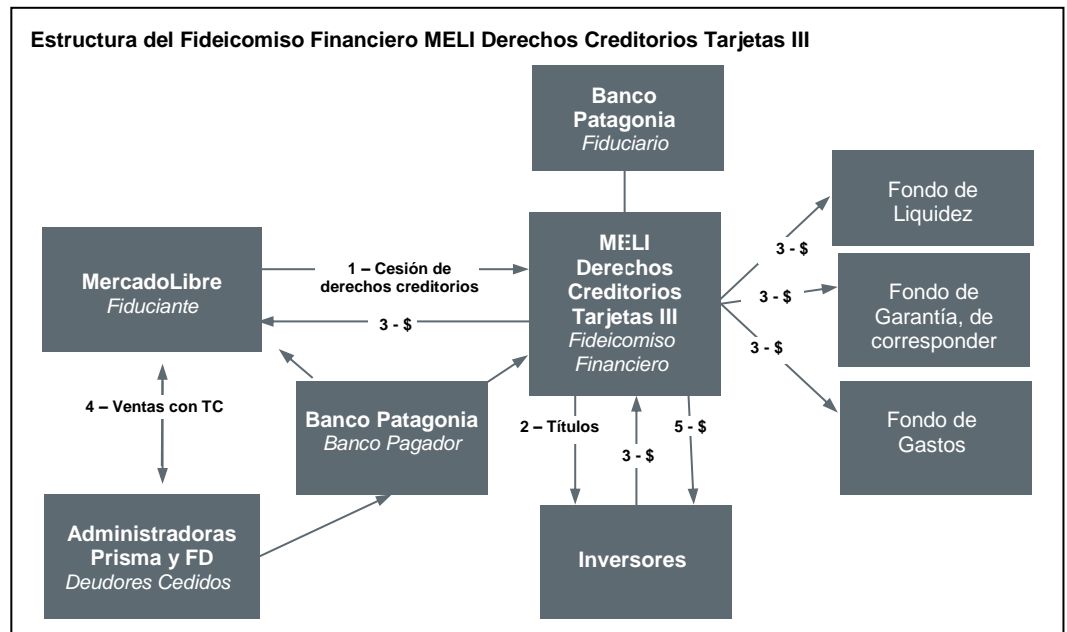 Estructura del Fideicomiso Financiero MELI Derechos Creditorios Tarjetas III
Banco
Patagonia
Fiduciario
Fondo de
Liquidez
MELI
Derechos
Creditorios
Tarjetas III
Fideicomiso
Financiero
MercadoLibre
Fiduciante
1 – Cesión de
derechos creditorios
3 - $
3 - $
3 - $
3 - $
Fondo de
Garantía, de
corresponder
4 – Ventas con TC
Banco Patagonia
Banco Pagador
2 – Títulos
3 - $
5 - $
Fondo de
Gastos
Administradoras
Prisma y FD
Deudores Cedidos
Inversores